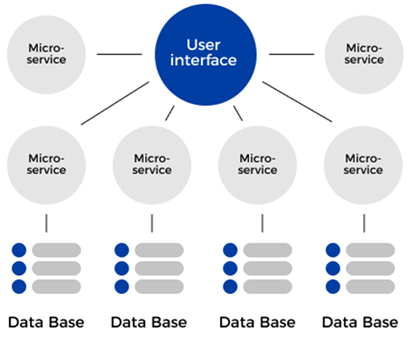 Micro-
service
User
interface
Micro-
service
Micro-
service
Micro-
service
Micro-
service
Micro-
service
Data Base
Data Base
Data Base
Data Base